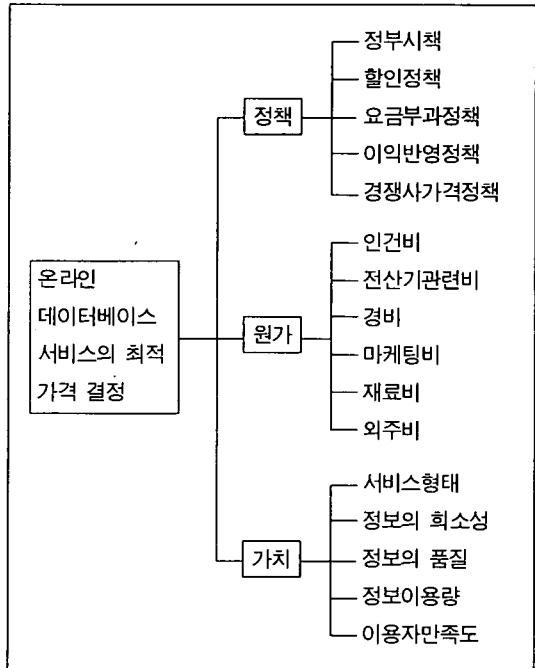 온라인
데이터베이스
서비스의 최적
가격 결정
정책
정부시책
할인정책
요금부과정책
이익반영정책
경쟁사가격정책
원가
인건비
전산기관련비
경비
마케팅비
재료비
외주비
가치
서비스형태
정보의 희소성
정보의 품질
정보이용량
이용자만족도